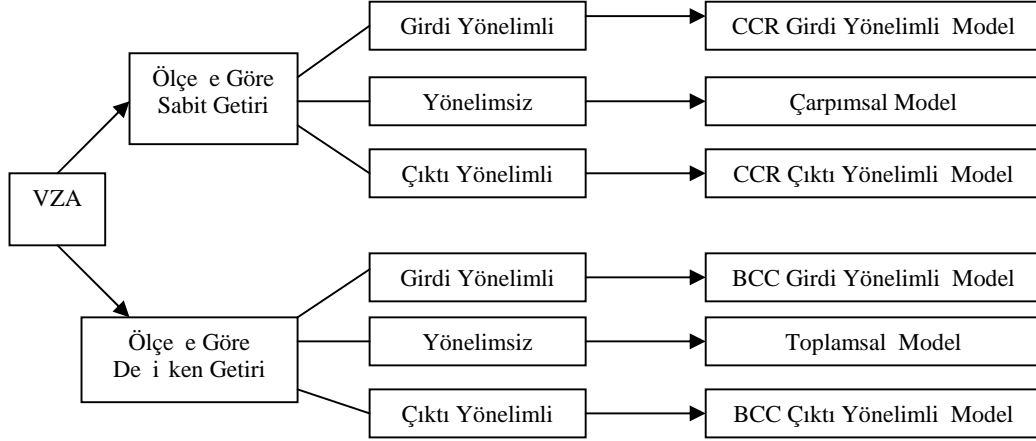 VZA
Ölçe e Göre
Sabit Getiri
Girdi Yönelimli
CCR Girdi Yönelimli Model
Yönelimsiz
Çarpımsal Model
Çıktı Yönelimli
CCR Çıktı Yönelimli Model
Ölçe e Göre
De i ken Getiri
Girdi Yönelimli
BCC Girdi Yönelimli Model
Yönelimsiz
Toplamsal Model
Çıktı Yönelimli
BCC Çıktı Yönelimli Model